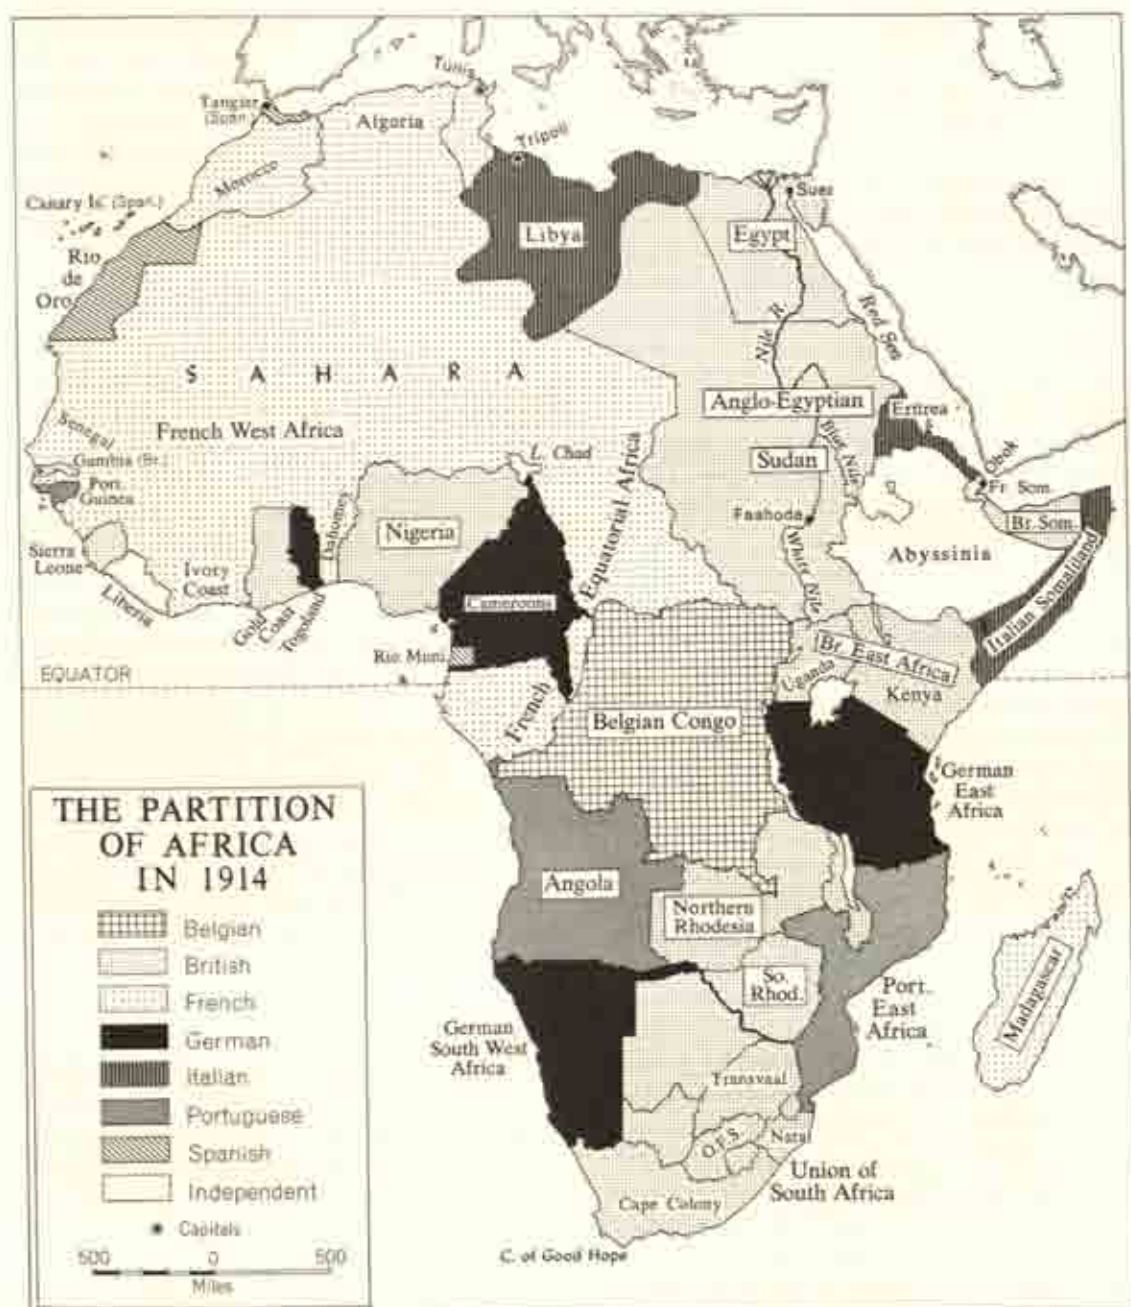 Tunis
Tangier
(Span.)
Algeria
Tripoli
Morocco
Suez
Canary Is. (Span.)
Libya
Egypt
Rio
de
Oro
Red Sea
Nile R.
SAHARA
Anglo-Egyptian
Sudan
Eritrea
Senegal
French West Africa
Blue Nile
Obok
Gambia (Br.)
L. Chad
Port.
Guinea
Fr. Som.
Dahomey
Nigeria
Equatorial Africa
Fashoda
Br. Som.
Sierra
Leone
Ivory
Coast
White Nile
Abyssinia
Liberia
Gold
Coast
Togoland
Cameroons
Italian Somaliland
Rio Muni
Br. East Africa
EQUATOR
Uganda
Kenya
French
Belgian Congo
German
East
Africa
THE PARTITION
OF AFRICA
IN 1914
Angola
Northern
Rhodesia
Belgian
British
So.
Rhod.
Madagascar
French
Port.
East
Africa
German
German
South West
Africa
Italian
Transvaal
Portuguese
Spanish
O.F.S.
Natal
Independent
Union of
South Africa
Cape Colony
Capitals
500 0 500
Miles
C. of Good Hope